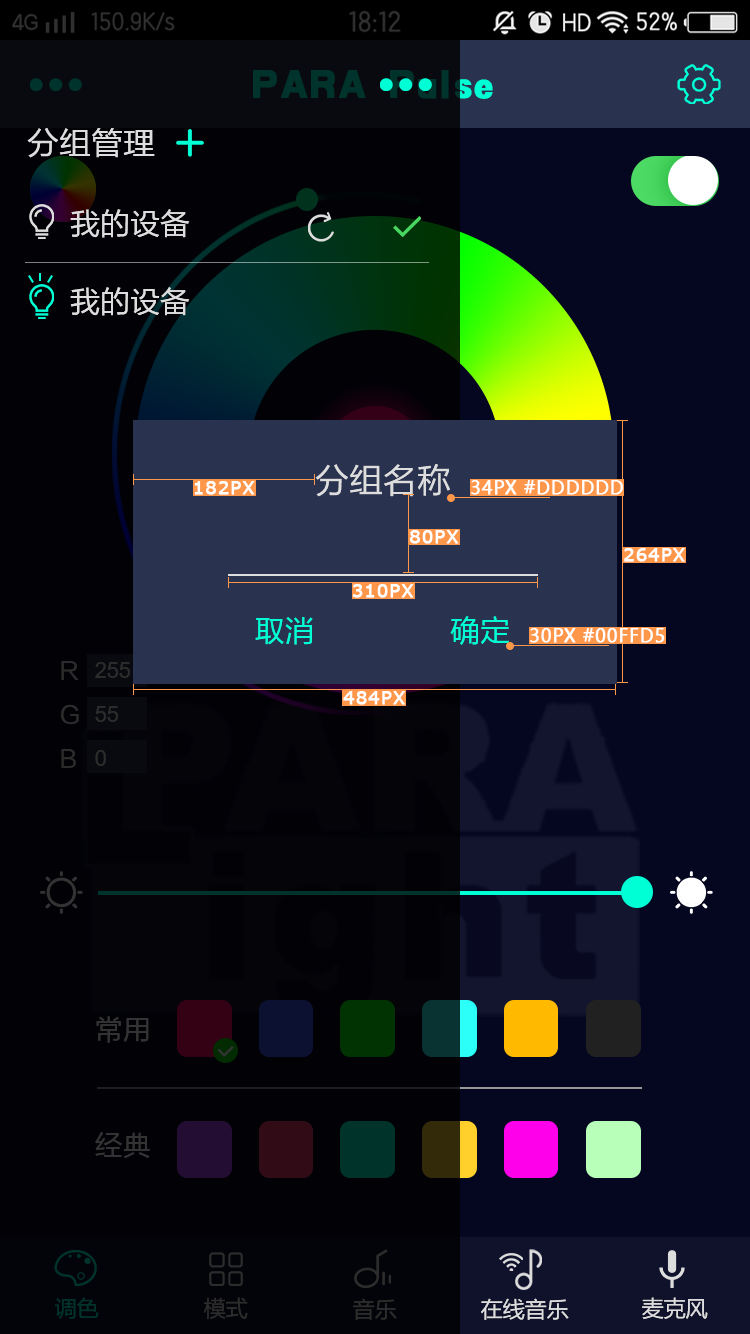 4G 150.9K/s 18:12 HD 52%
PARA Pulse
分组管理 +
我的设备
我的设备
分组名称
182PX
34PX #DDDDDD
80PX
264PX
310PX
取消 确定
30PX #00FFD5
484PX
R 255
G 55
B 0
PARA
Light
常用
经典
调色 模式 音乐 在线音乐 麦克风